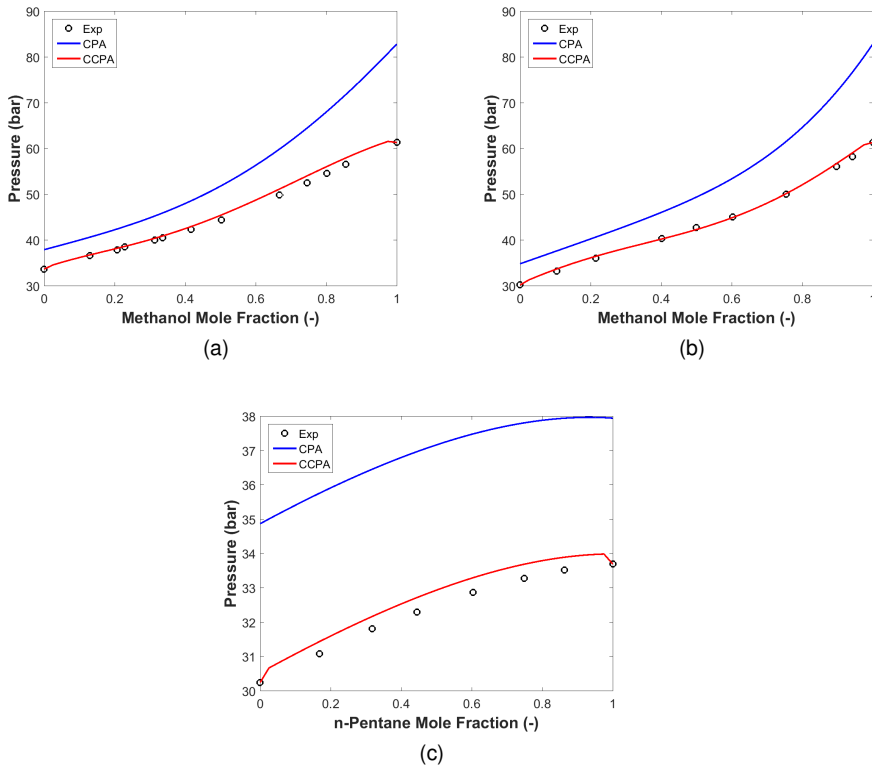 90
80
70
60
50
40
30
Pressure (bar)
Exp
CPA
CCPA
0 0.2 0.4 0.6 0.8 1
Methanol Mole Fraction (-)
(a)
90
80
70
60
50
40
30
Pressure (bar)
Exp
CPA
CCPA
0 0.2 0.4 0.6 0.8 1
Methanol Mole Fraction (-)
(b)
38
37
36
35
34
33
32
31
30
Pressure (bar)
Exp
CPA
CCPA
0 0.2 0.4 0.6 0.8 1
n-Pentane Mole Fraction (-)
(c)